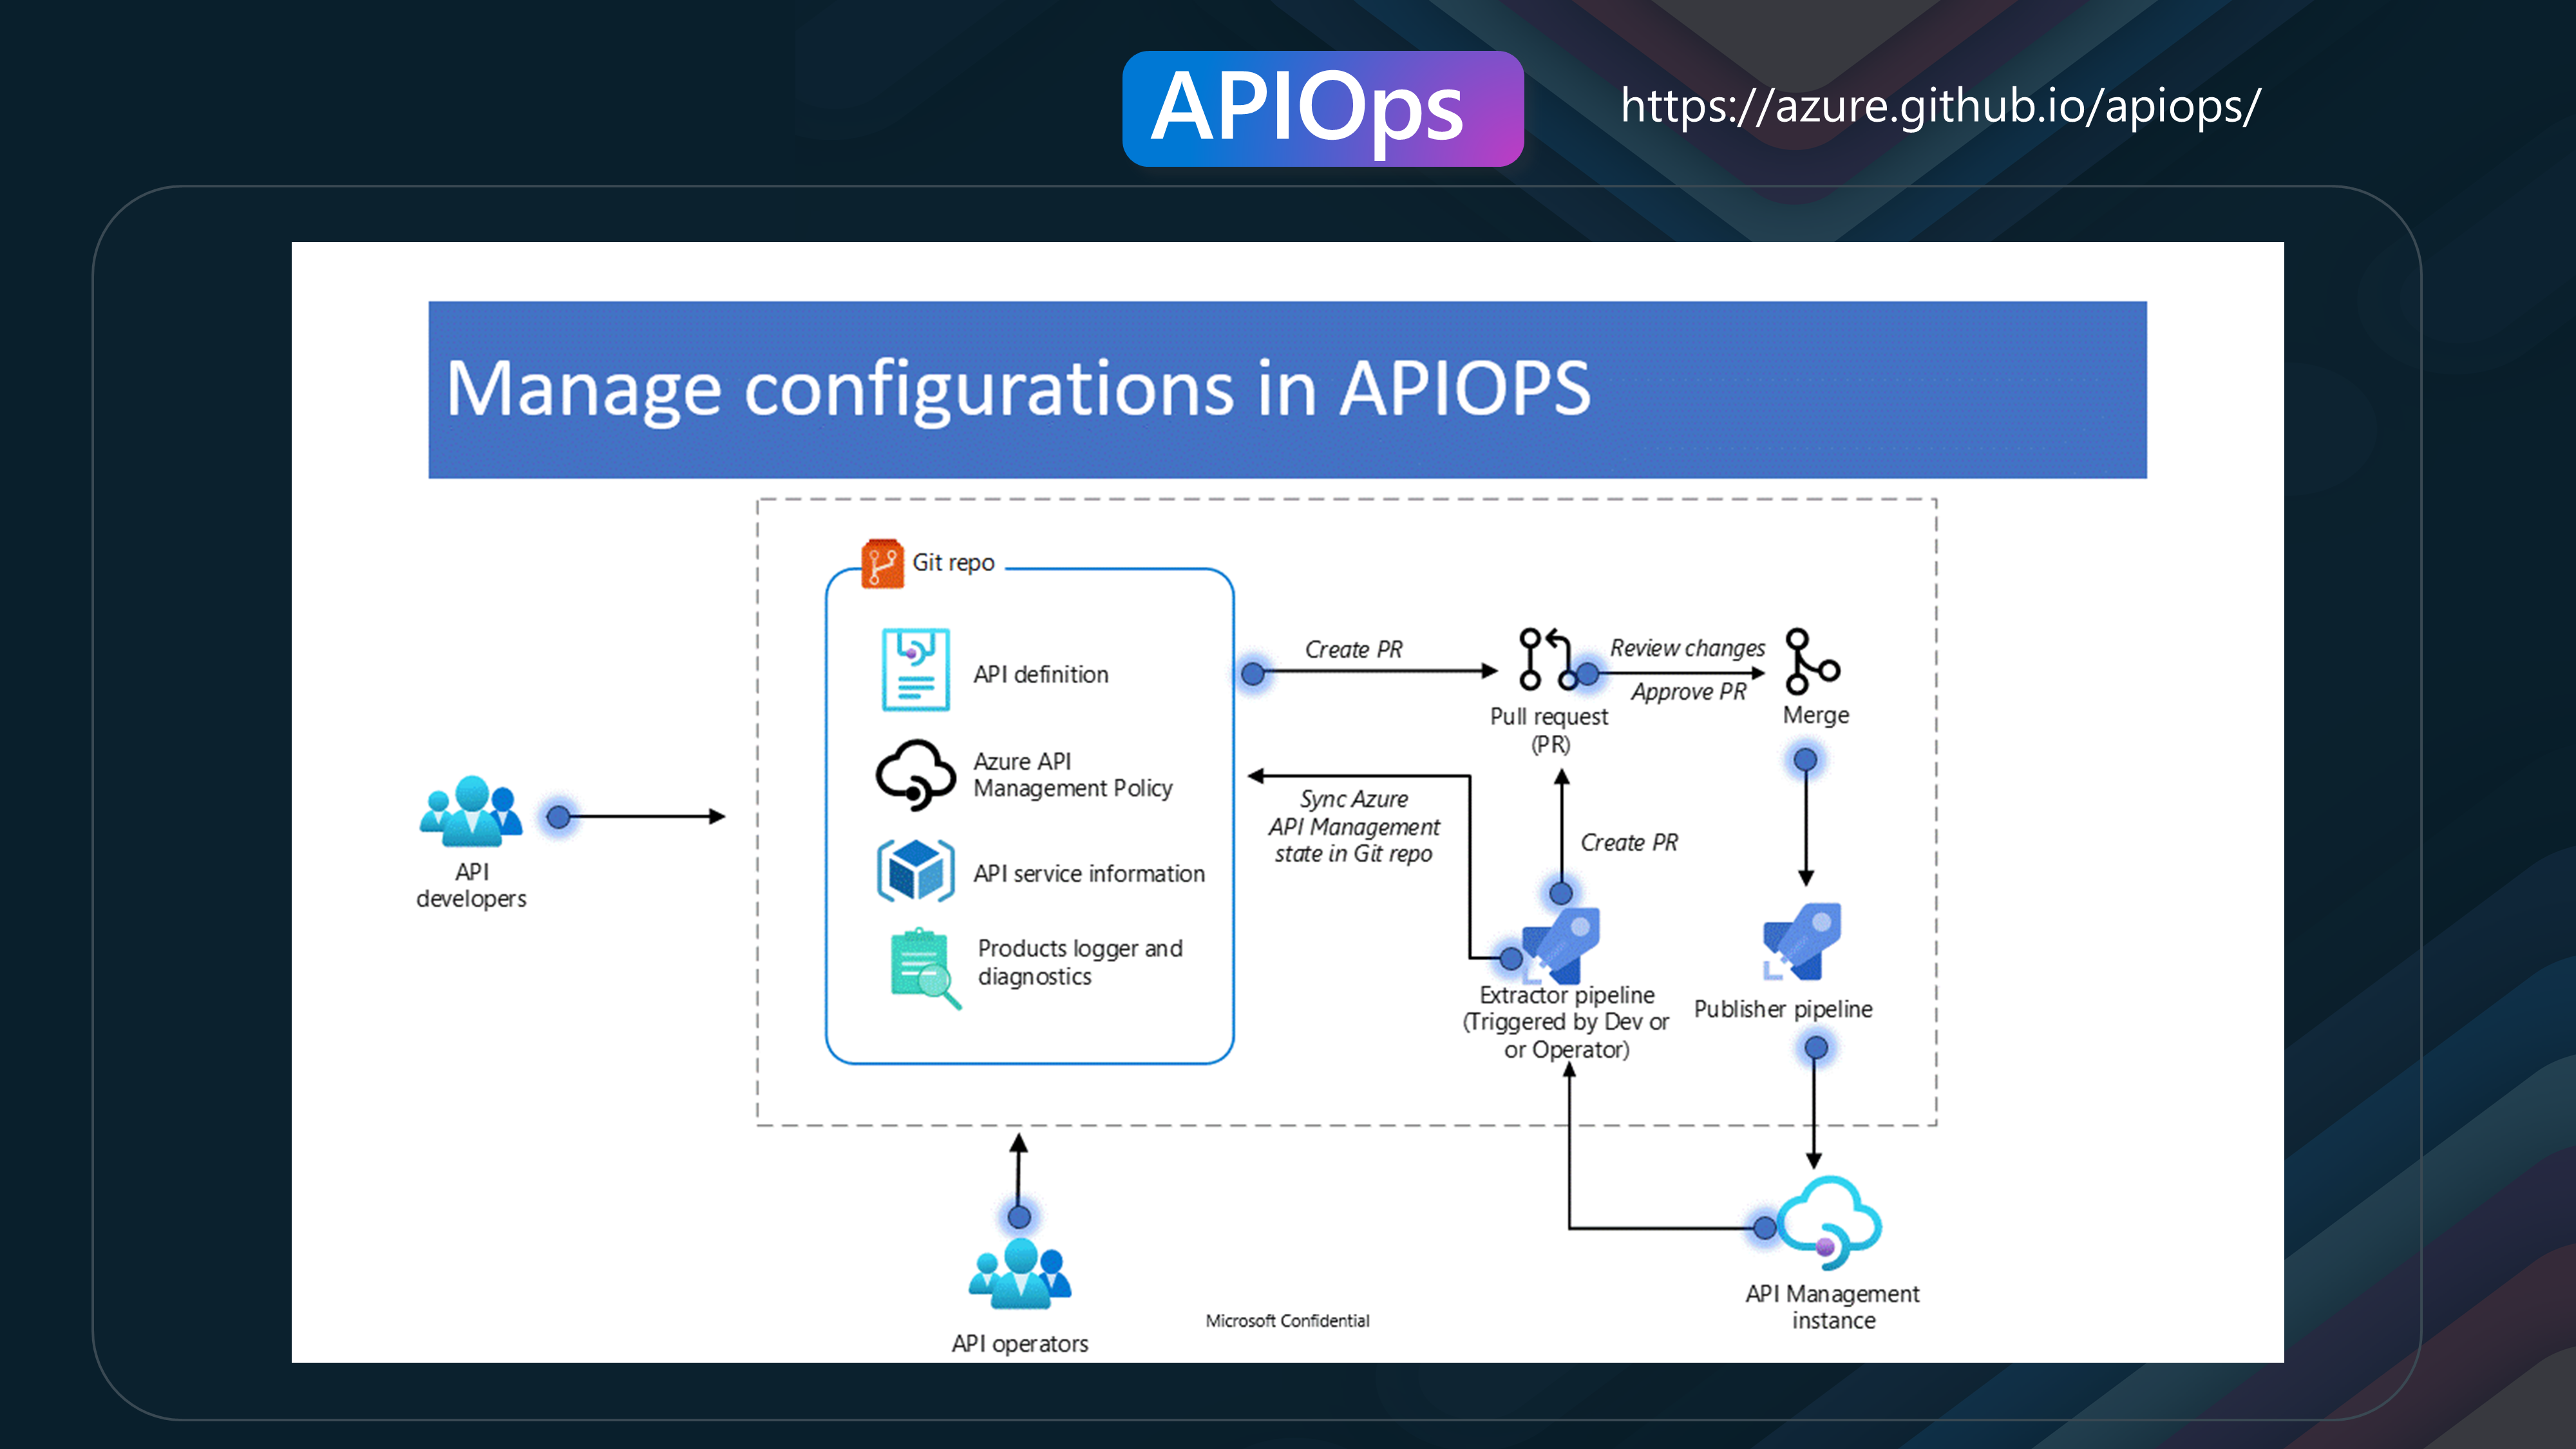 APIOps
https://azure.github.io/apiops/
Manage configurations in APIOPS
Git repo
API definition
Azure API
Management Policy
API service information
Products logger and
diagnostics
Create PR
Pull request
(PR)
Review changes
Approve PR
Merge
Sync Azure
API Management
state in Git repo
Create PR
API
developers
Extractor pipeline
(Triggered by Dev or
or Operator)
Publisher pipeline
API operators
Microsoft Confidential
API Management
instance